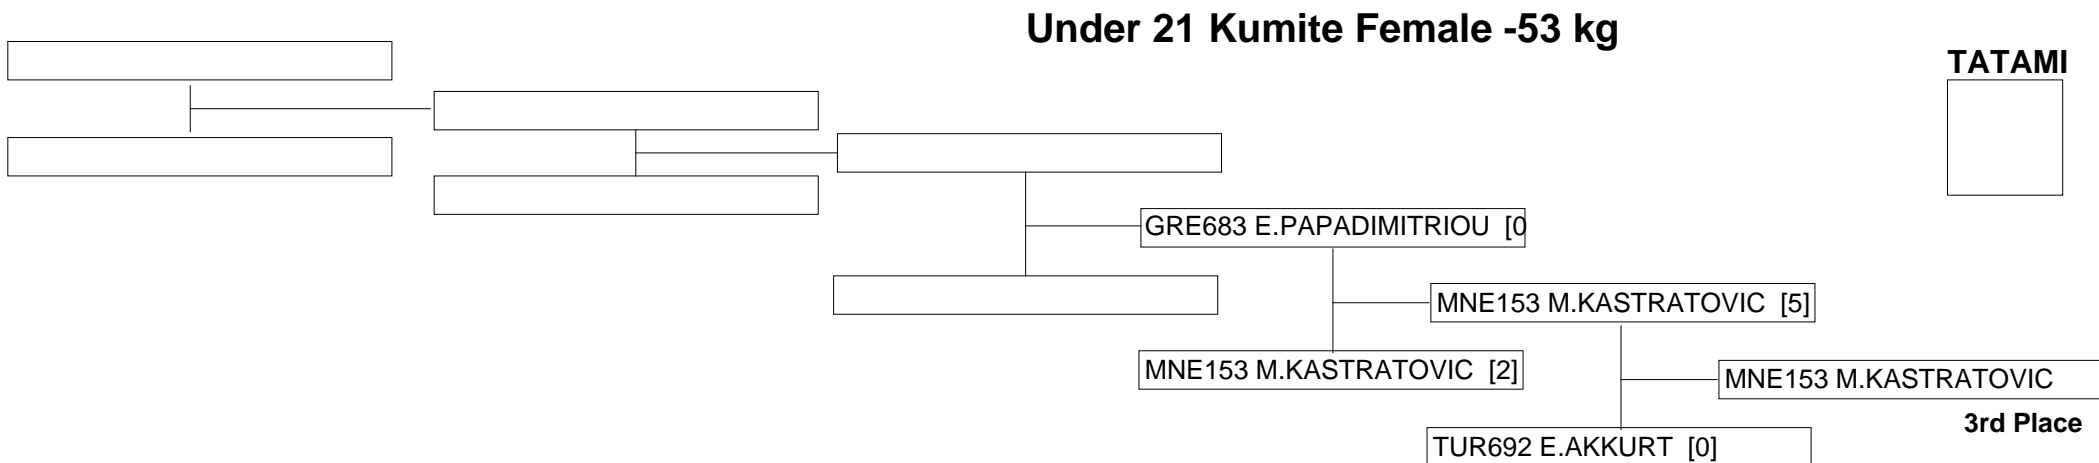 Under 21 Kumite Female -53 kg
TATAMI
GRE683 E.PAPADIMITRIOU [0
MNE153 M.KASTRATOVIC [5]
MNE153 M.KASTRATOVIC [2]
MNE153 M.KASTRATOVIC
3rd Place
TUR692 E.AKKURT [0]